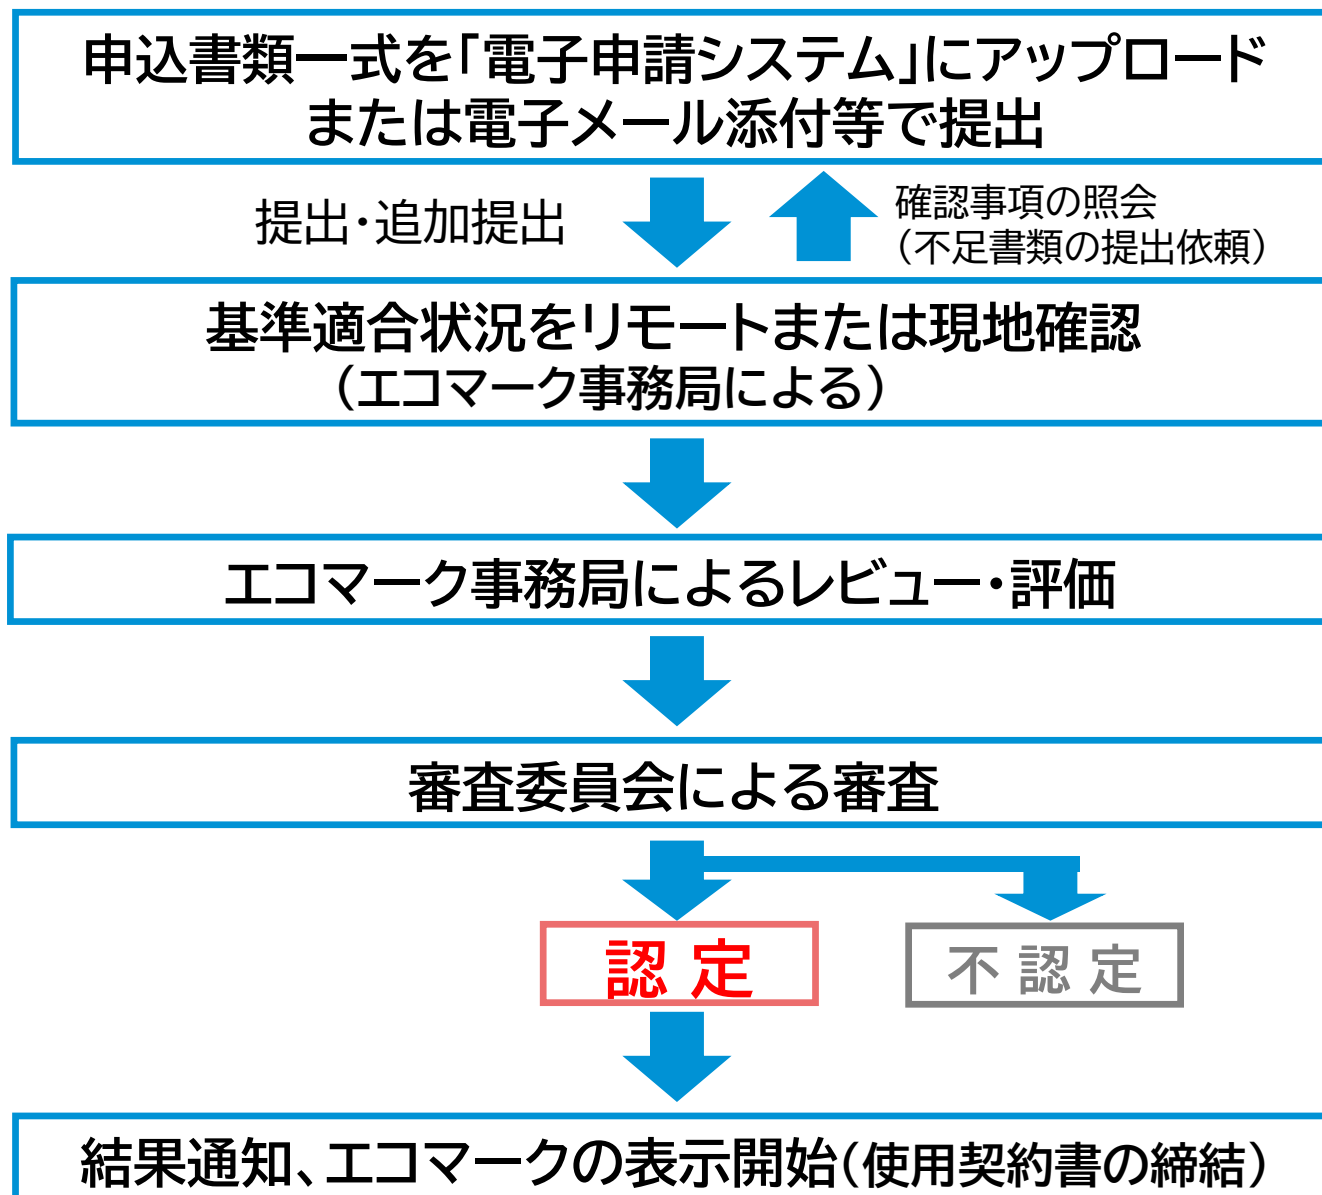 申込書類一式を「電子申請システム」にアップロード
または電子メール添付等で提出
提出・追加提出
確認事項の照会
（不足書類の提出依頼）
基準適合状況をリモートまたは現地確認
（エコマーク事務局による）
エコマーク事務局によるレビュー・評価
審査委員会による審査
認 定
不 認 定
結果通知、エコマークの表示開始（使用契約書の締結）